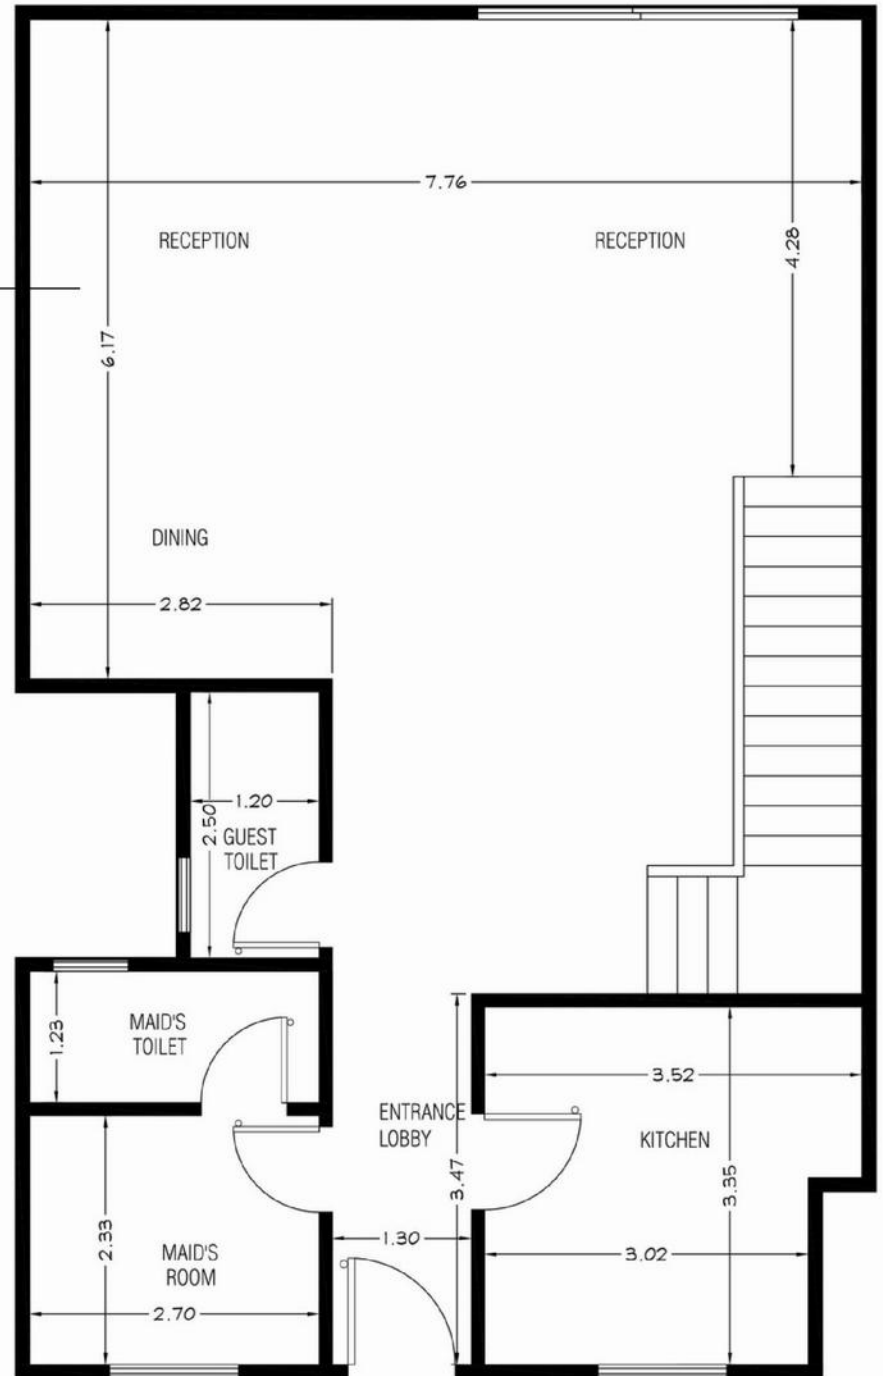 7.76
RECEPTION
RECEPTION
4.28
6.17
DINING
2.82
1.20
2.50
GUEST
TOILET
1.23
MAID'S
TOILET
3.52
ENTRANCE
LOBBY
KITCHEN
3.47
3.35
2.33
1.30
MAID'S
ROOM
3.02
2.70